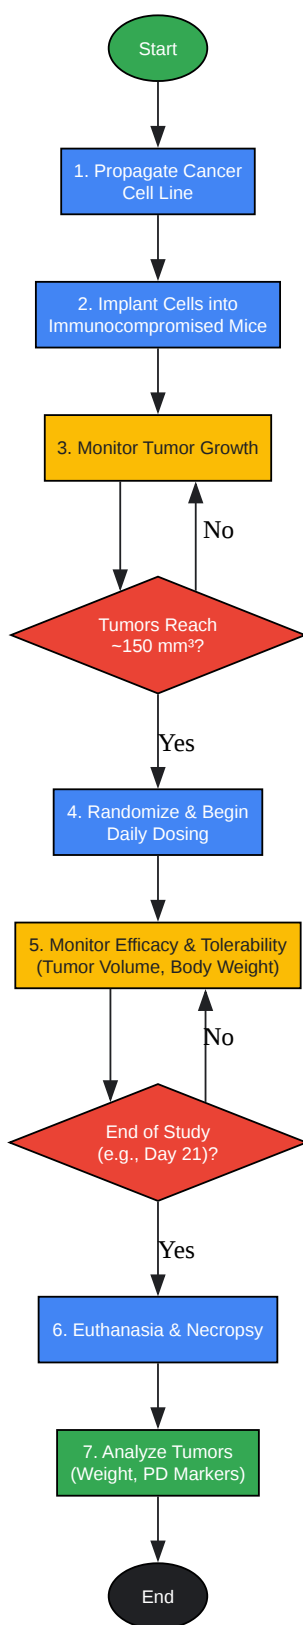 Start
1. Propagate Cancer
Cell Line
2. Implant Cells into
Immunocompromised Mice
3. Monitor Tumor Growth
No
Tumors Reach
~150 mm³?
Yes
4. Randomize & Begin
Daily Dosing
5. Monitor Efficacy & Tolerability
(Tumor Volume, Body Weight)
No
End of Study
(e.g., Day 21)?
Yes
6. Euthanasia & Necropsy
7. Analyze Tumors
(Weight, PD Markers)
End